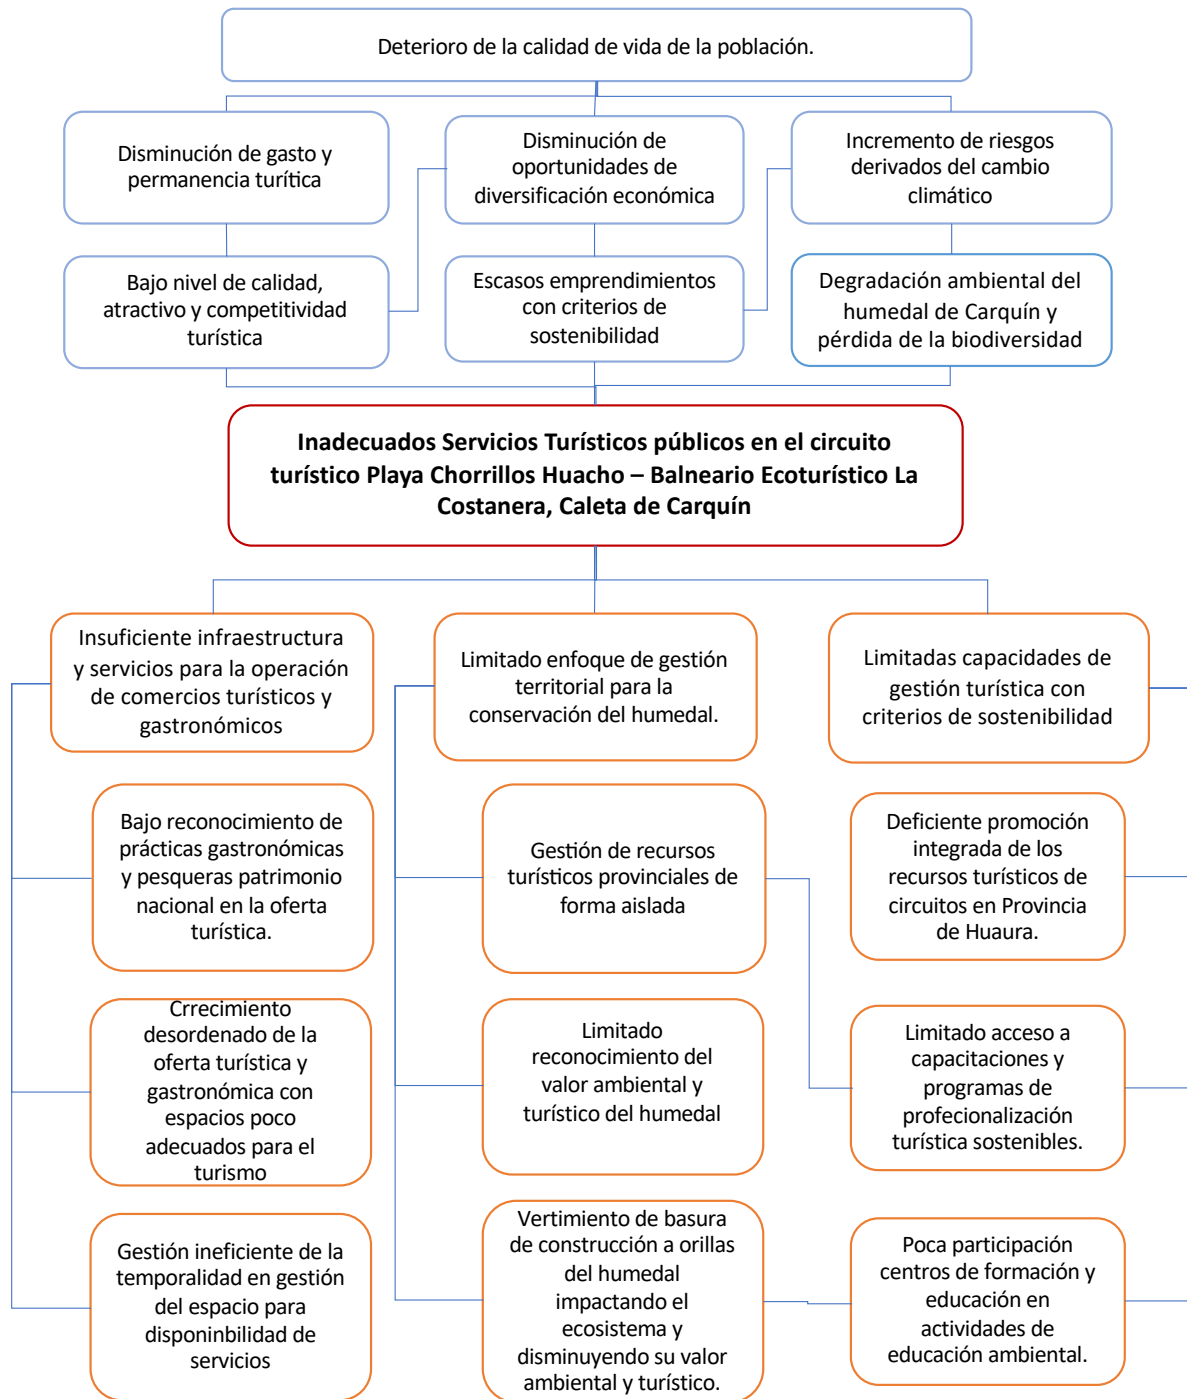 Deterioro de la calidad de vida de la población.
Disminución de gasto y
permanencia turítica
Disminución de
oportunidades de
diversificación económica
Incremento de riesgos
derivados del cambio
climático
Bajo nivel de calidad,
atractivo y competitividad
turística
Escasos emprendimientos
con criterios de
sostenibilidad
Degradación ambiental del
humedal de Carquín y
pérdida de la biodiversidad
Inadecuados Servicios Turísticos públicos en el circuito
turístico Playa Chorrillos Huacho – Balneario Ecoturístico La
Costanera, Caleta de Carquín
Insuficiente infraestructura
y servicios para la operación
de comercios turísticos y
gastronómicos
Limitado enfoque de gestión
territorial para la
conservación del humedal.
Limitadas capacidades de
gestión turística con
criterios de sostenibilidad
Bajo reconocimiento de
prácticas gastronómicas
y pesqueras patrimonio
nacional en la oferta
turística.
Gestión de recursos
turísticos provinciales de
forma aislada
Deficiente promoción
integrada de los
recursos turísticos de
circuitos en Provincia
de Huaura.
Crrecimiento
desordenado de la
oferta turística y
gastronómica con
espacios poco
adecuados para el
turismo
Limitado
reconocimiento del
valor ambiental y
turístico del humedal
Limitado acceso a
capacitaciones y
programas de
profecionalización
turística sostenibles.
Gestión ineficiente de la
temporalidad en gestión
del espacio para
disponinbilidad de
servicios
Vertimiento de basura
de construcción a orillas
del humedal
impactando el
ecosistema y
disminuyendo su valor
ambiental y turístico.
Poca participación
centros de formación y
educación en
actividades de
educación ambiental.